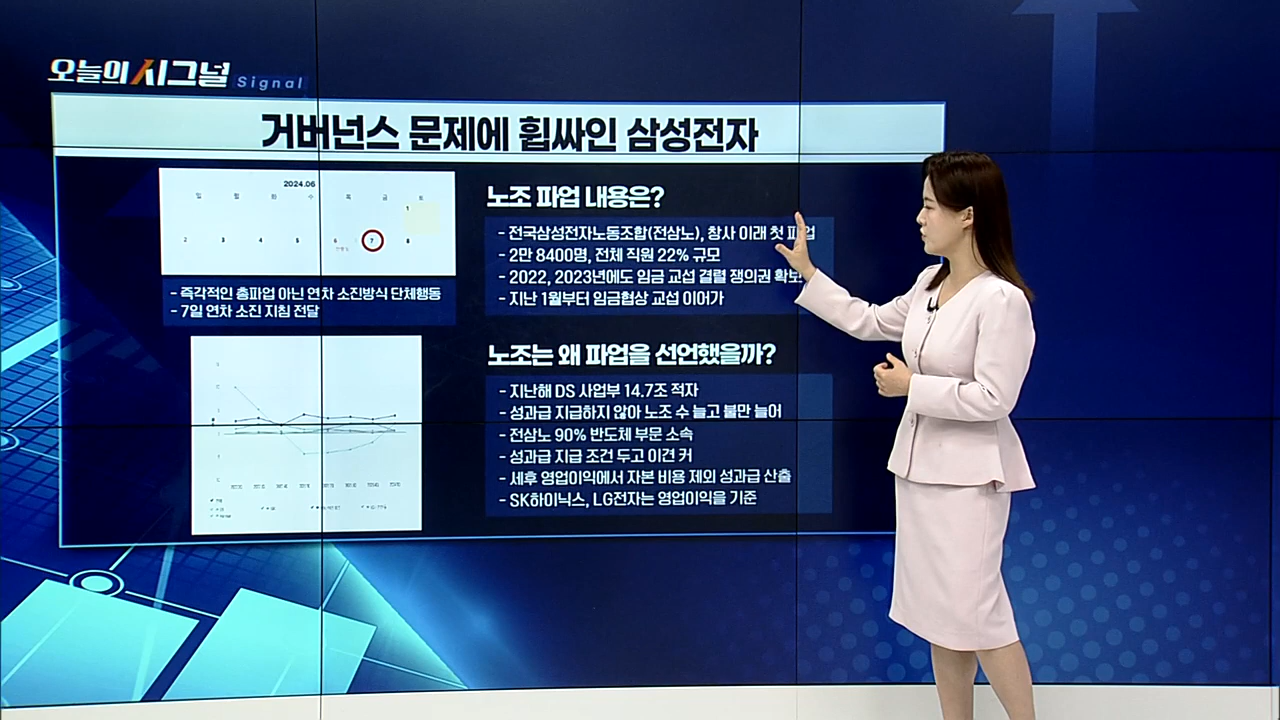 오늘의 시그널 Signal
거버넌스 문제에 휩싸인 삼성전자
2024.06
일 월 화 수 목 금 토
1
2 3 4 5 6 7 8
- 즉각적인 총파업 아닌 연차 소진방식 단체행동
- 7일 연차 소진 지침 전달
노조 파업 내용은?
- 전국삼성전자노동조합(전삼노), 창사 이래 첫 파업
- 2만 8400명, 전체 직원 22% 규모
- 2022, 2023년에도 임금 교섭 결렬 쟁의권 확보
- 지난 1월부터 임금협상 교섭 이어가
노조는 왜 파업을 선언했을까?
- 지난해 DS 사업부 14.7조 적자
- 성과급 지급하지 않아 노조 수 늘고 불만 늘어
- 전삼노 90% 반도체 부문 소속
- 성과급 지급 조건 두고 이견 커
- 세후 영업이익에서 자본 비용 제외 성과급 산출
- SK하이닉스, LG전자는 영업이익을 기준